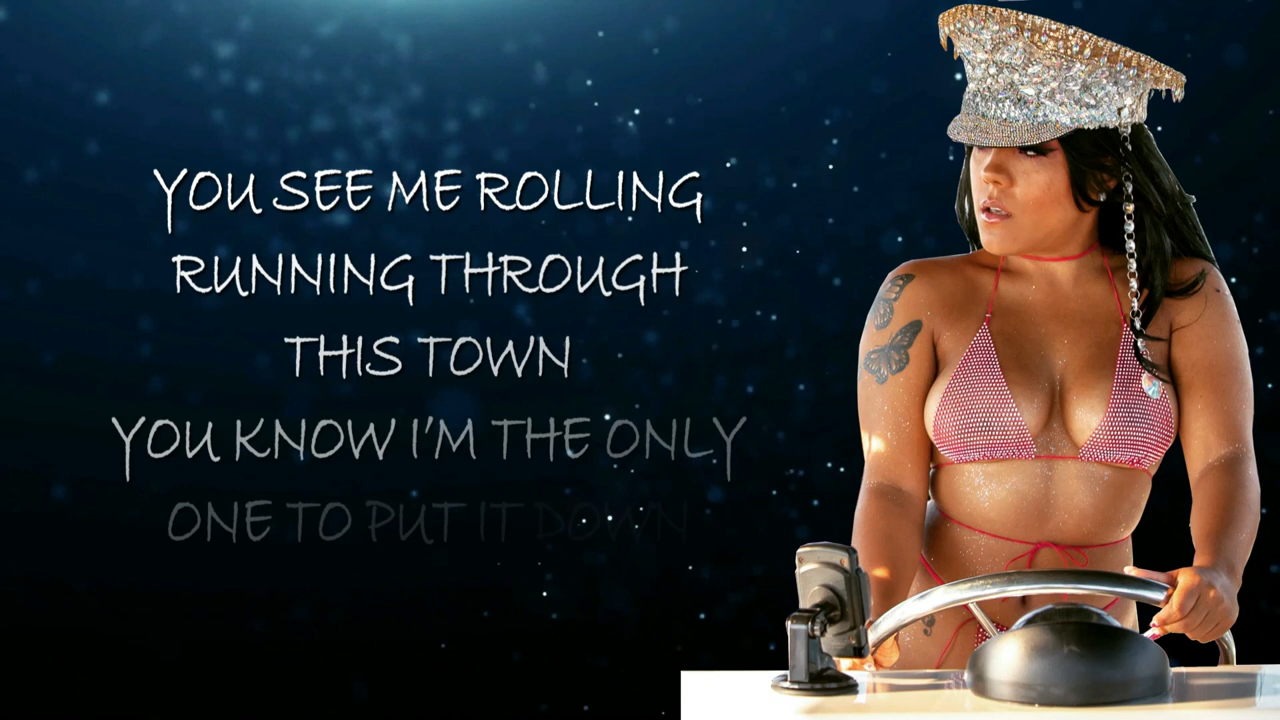 YOU SEE ME ROLLING
RUNNING THROUGH
THIS TOWN
YOU KNOW I'M THE ONLY
ONE TO PUT IT DOWN